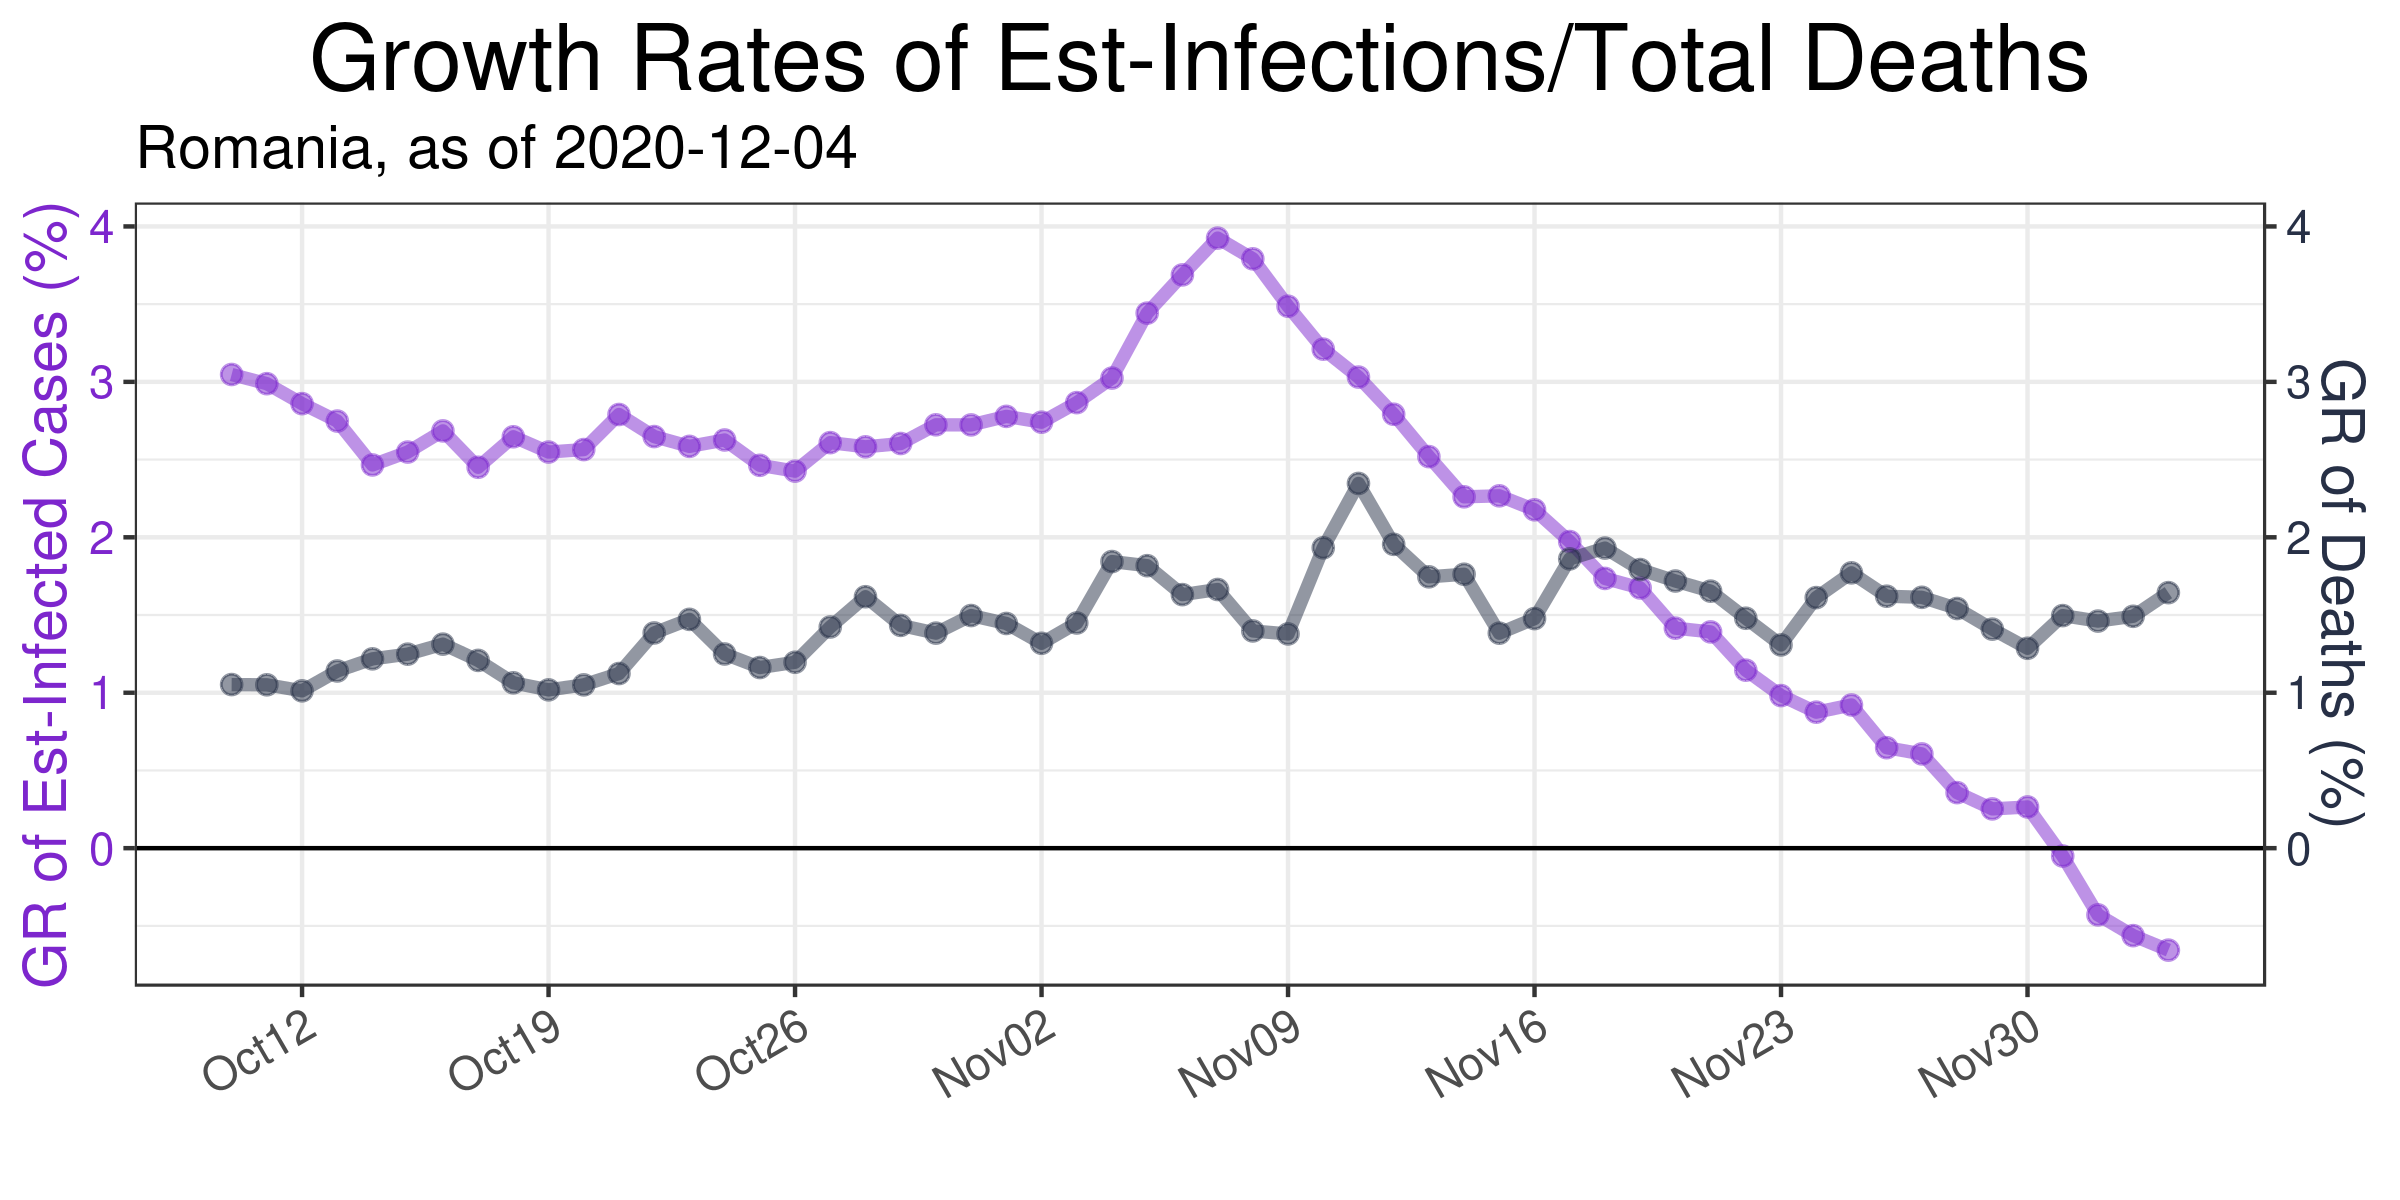 Growth Rates of Est-Infections/Total Deaths
Romania, as of 2020-12-04
GR of Est-Infected Cases (%)
4
3
2
1
0
4
3
2
1
0
GR of Deaths (%)
Oct12
Oct19
Oct26
Nov02
Nov09
Nov16
Nov23
Nov30